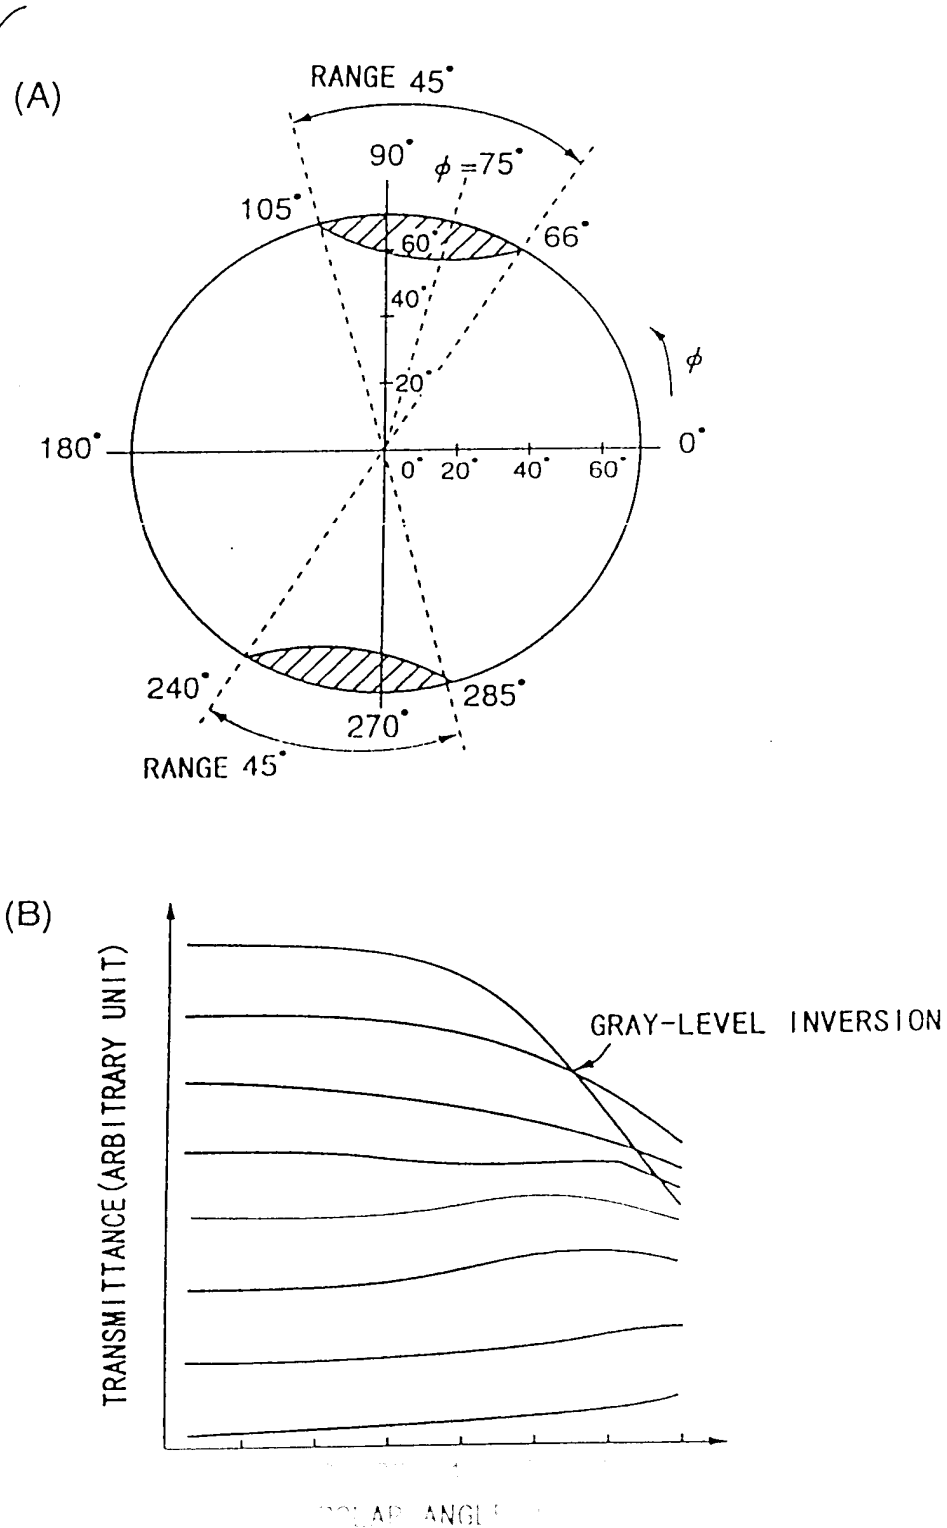 (A)
RANGE 45°
90°
ϕ = 75°
105°
66°
60°
40°
20°
ϕ
180°
0°
0° 20° 40° 60°
240°
285°
270°
RANGE 45°
(B)
TRANSMITTANCE (ARBITRARY UNIT)
GRAY-LEVEL INVERSION